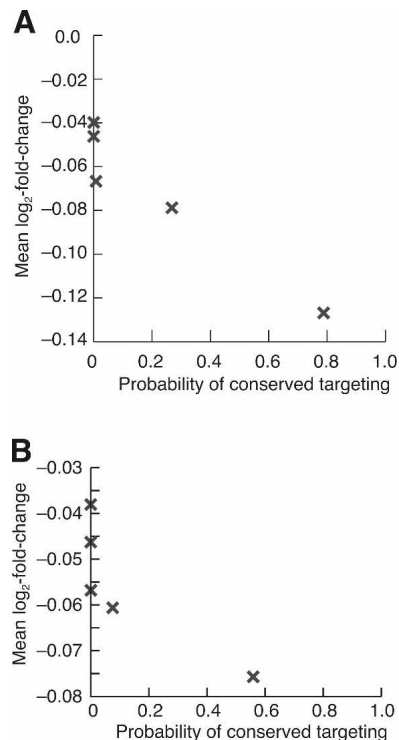 A
Mean log₂-fold-change
0.0
−0.02
−0.04
−0.06
−0.08
−0.10
−0.12
−0.14
0 0.2 0.4 0.6 0.8 1.0
Probability of conserved targeting
B
Mean log₂-fold-change
−0.03
−0.04
−0.05
−0.06
−0.07
−0.08
0 0.2 0.4 0.6 0.8 1.0
Probability of conserved targeting